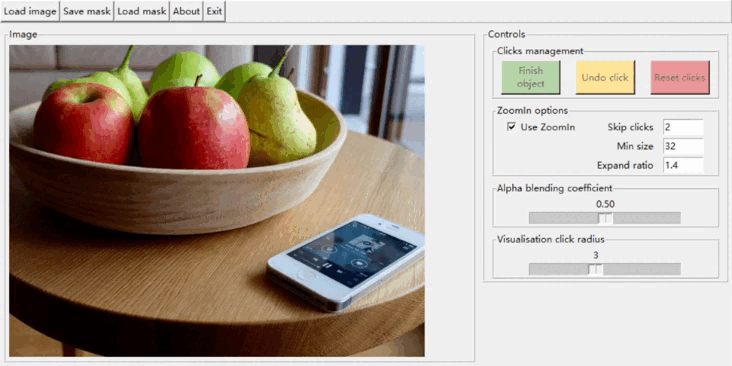 Load image Save mask Load mask About Exit
Image
Controls
Clicks management
Finish
object
Undo click
Reset clicks
ZoomIn options
Use ZoomIn
Skip clicks 2
Min size 32
Expand ratio 1.4
Alpha blending coefficient
0.50
Visualisation click radius
3